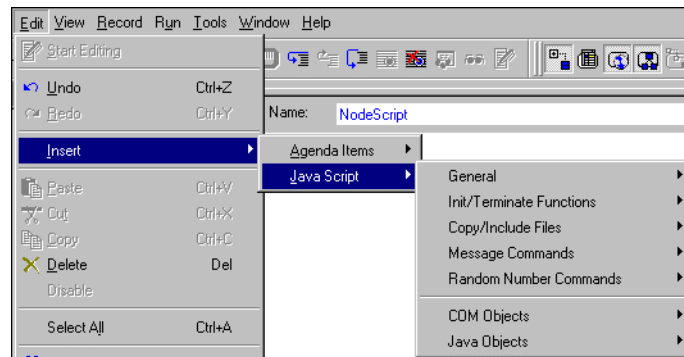 Edit View Record Run Tools Window Help
Start Editing
Undo Ctrl+Z
Redo Ctrl+Y
Name: NodeScript
Insert
Agenda Items
Java Script
Paste Ctrl+V
Cut Ctrl+X
Copy Ctrl+C
Delete Del
Disable
Select All Ctrl+A
General
Init/Terminate Functions
Copy/Include Files
Message Commands
Random Number Commands
COM Objects
Java Objects